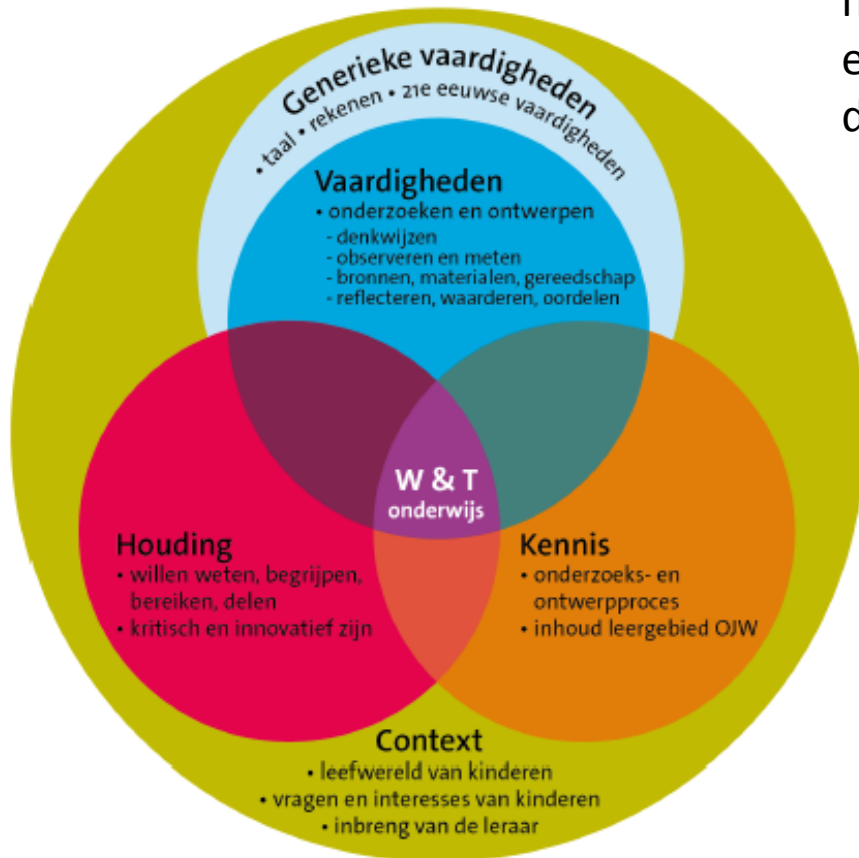 Generieke vaardigheden
• taal • rekenen • 21e eeuwse vaardigheden
Vaardigheden
• onderzoeken en ontwerpen
- denkwijzen
- observeren en meten
- bronnen, materialen, gereedschap
- reflecteren, waarderen, oordelen
W & T
onderwijs
Houding
• willen weten, begrijpen,
bereiken, delen
• kritisch en innovatief zijn
Kennis
• onderzoeks- en
ontwerpproces
• inhoud leergebied OJW
Context
• leefwereld van kinderen
• vragen en interesses van kinderen
• inbreng van de leraar